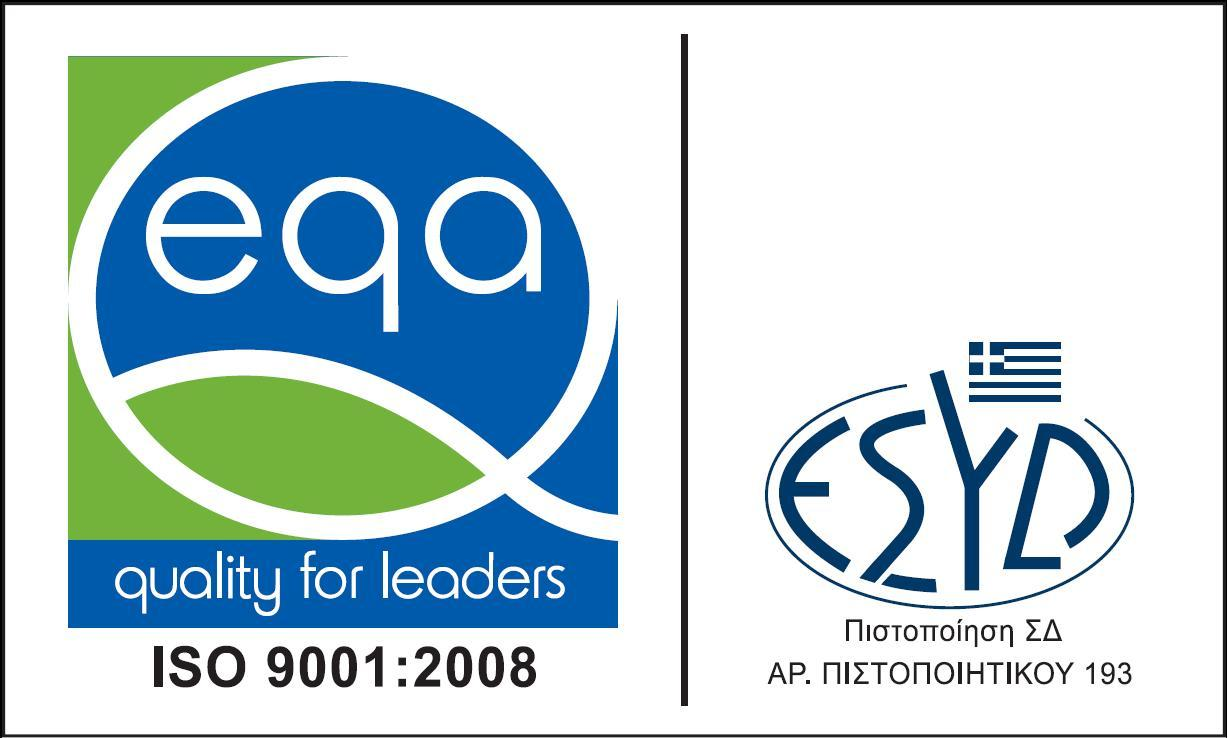 eqa
quality for leaders
ISO 9001:2008
ESYD
Πιστοποίηση ΣΔ
ΑΡ. ΠΙΣΤΟΠΟΙΗΤΙΚΟΥ 193